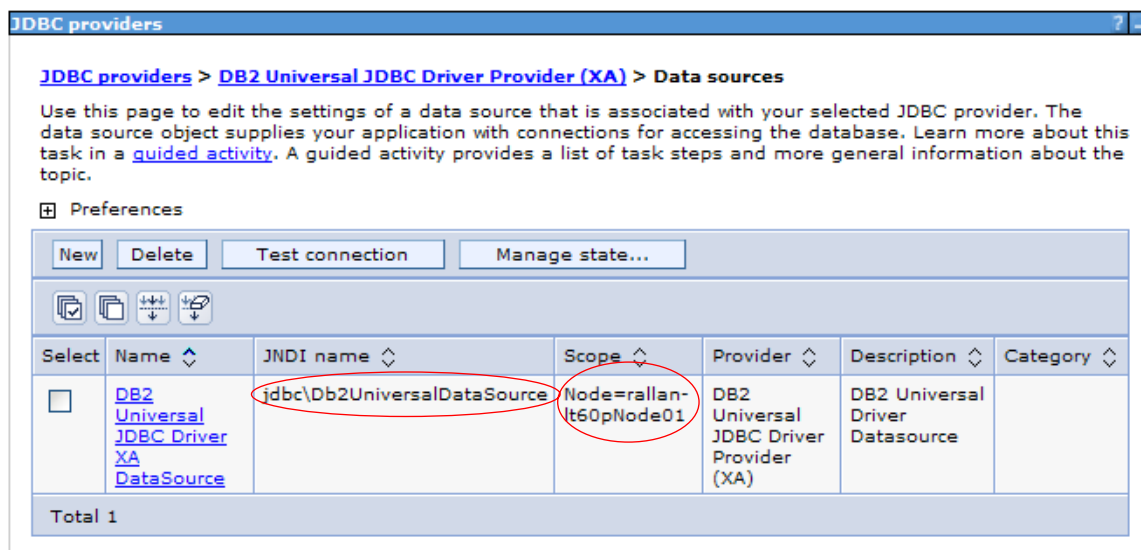 JDBC providers ? -
JDBC providers > DB2 Universal JDBC Driver Provider (XA) > Data sources
Use this page to edit the settings of a data source that is associated with your selected JDBC provider. The
data source object supplies your application with connections for accessing the database. Learn more about this
task in a guided activity. A guided activity provides a list of task steps and more general information about the
topic.
Preferences
New Delete Test connection Manage state...
Select Name JNDI name Scope Provider Description Category
DB2 jdbc\Db2UniversalDataSource Node=rallan- DB2 DB2 Universal
Universal lt60pNode01 Universal Driver
JDBC Driver JDBC Driver Datasource
XA Provider
DataSource (XA)
Total 1